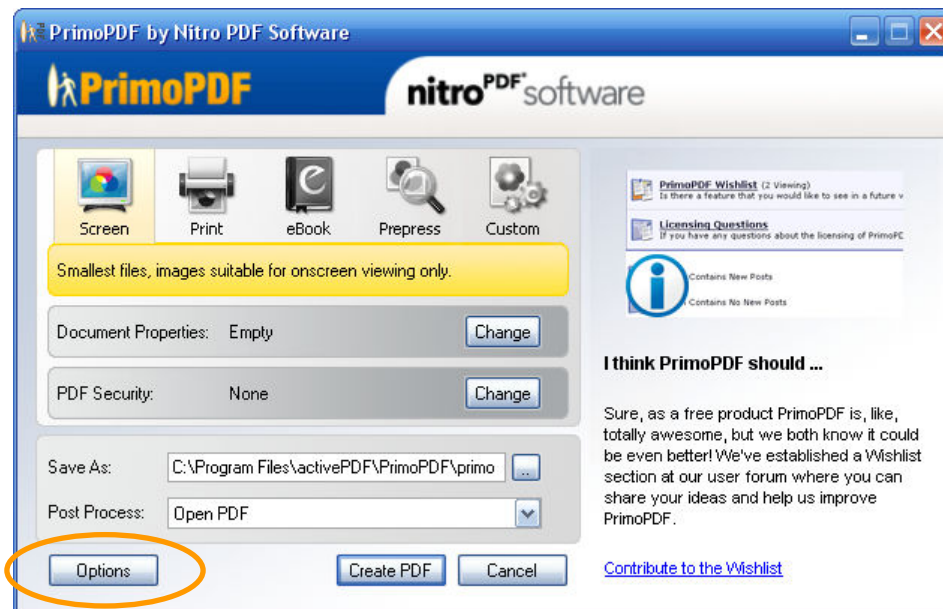 PrimoPDF by Nitro PDF Software
PrimoPDF
nitroPDF software
Screen
Print
eBook
Prepress
Custom
Smallest files, images suitable for onscreen viewing only.
Document Properties: Empty
Change
PDF Security: None
Change
Save As: C:\Program Files\activePDF\PrimoPDF\primo
..
Post Process: Open PDF
Options
Create PDF
Cancel
PrimoPDF Wishlist (2 Viewing)
Is there a feature that you would like to see in a future v
Licensing Questions
If you have any questions about the licensing of PrimoPD
Contains New Posts
Contains No New Posts
I think PrimoPDF should ...
Sure, as a free product PrimoPDF is, like,
totally awesome, but we both know it could
be even better! We've established a Wishlist
section at our user forum where you can
share your ideas and help us improve
PrimoPDF.
Contribute to the Wishlist